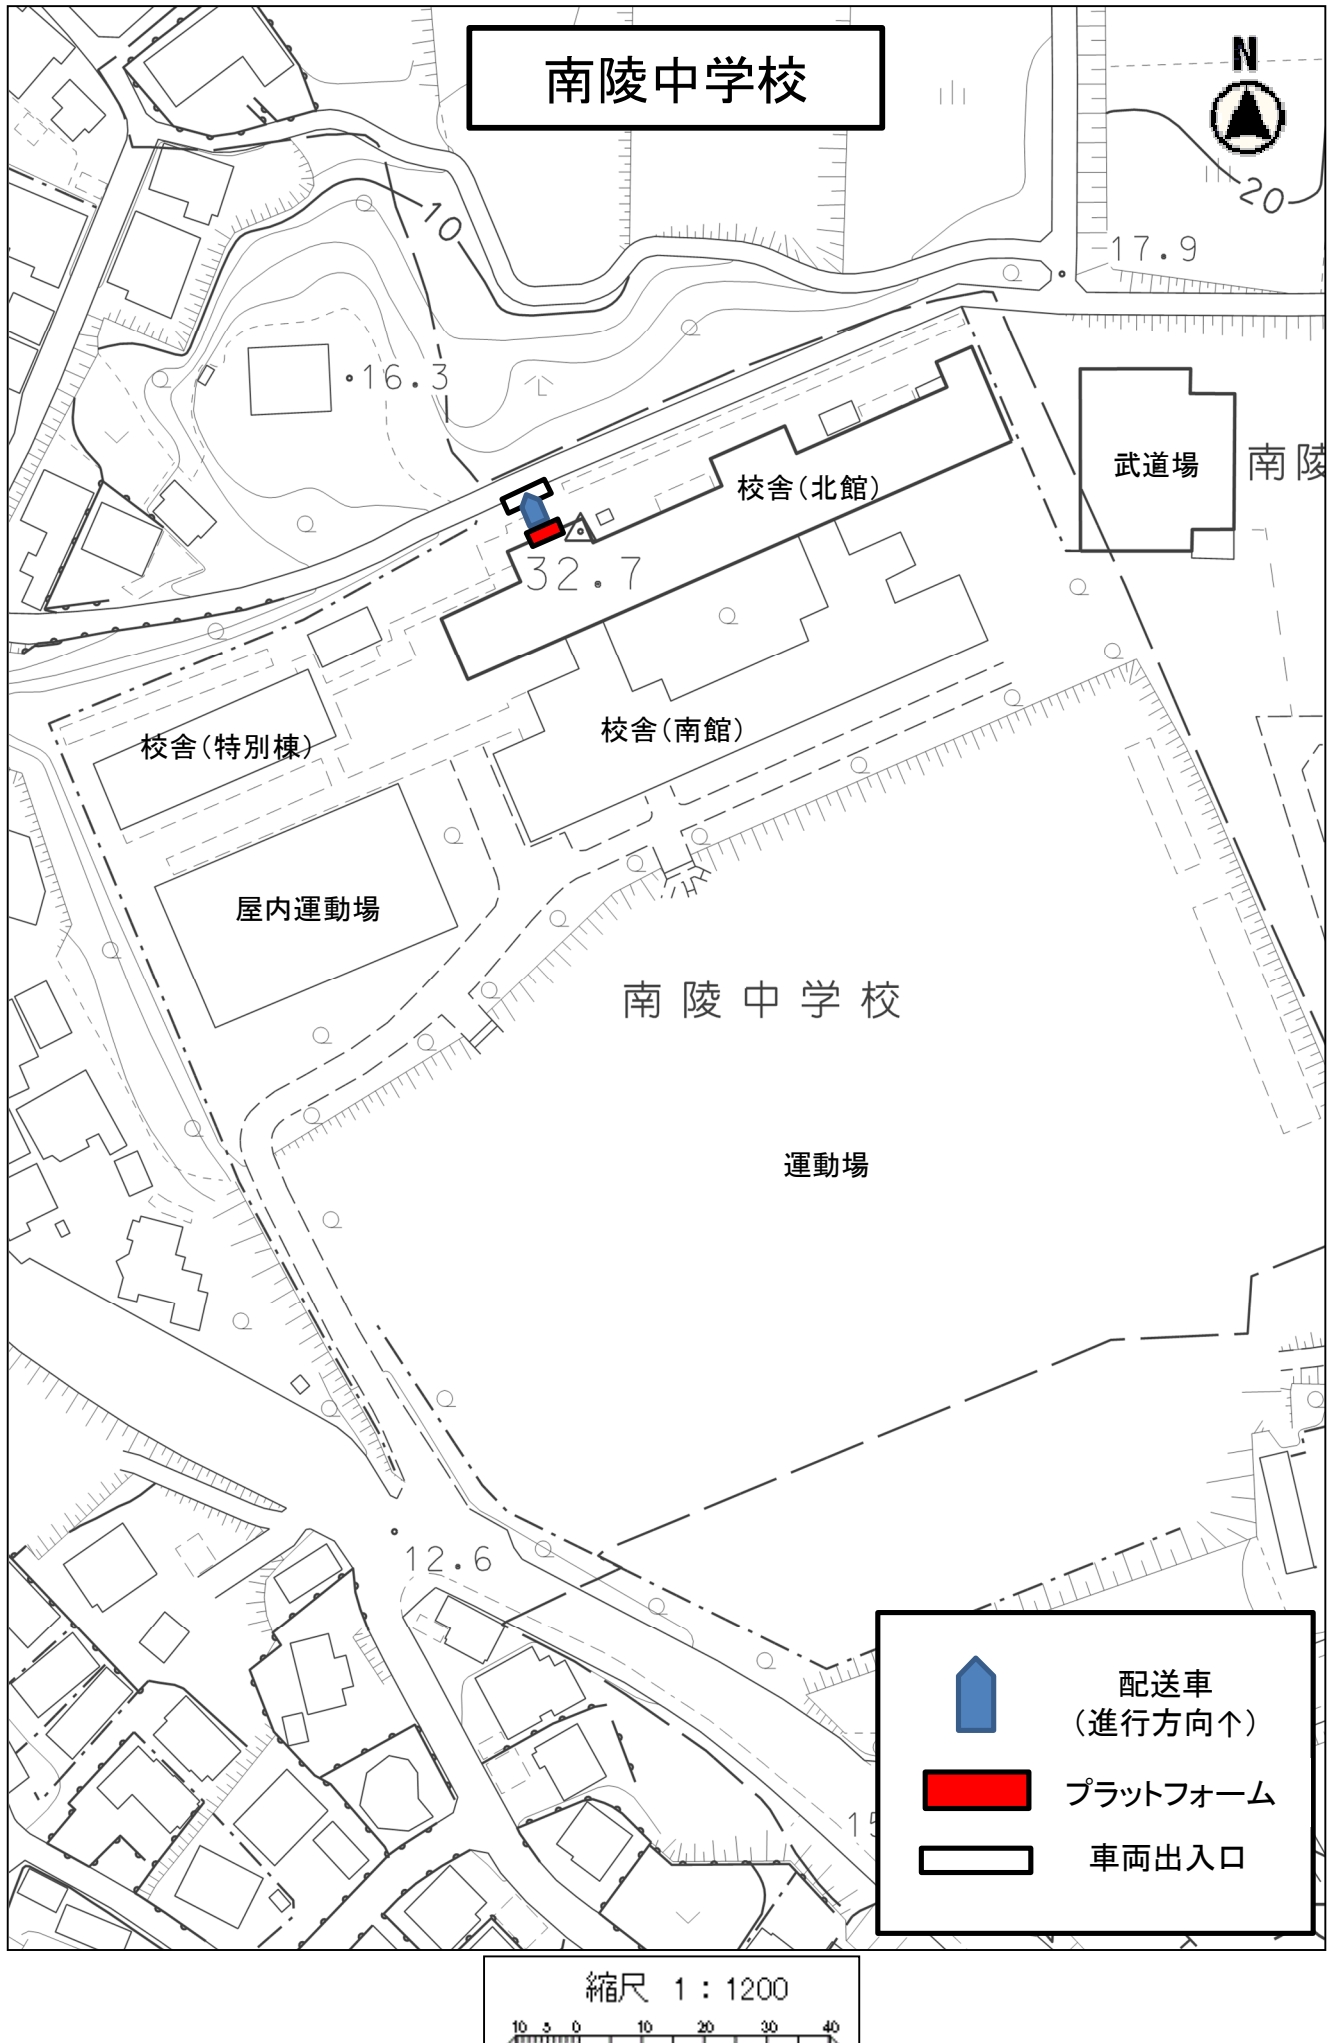 南陵中学校
N
10
20
17.9
16.3
武道場
南陵
校舎(北館)
32.7
校舎(特別棟)
校舎(南館)
屋内運動場
南陵中学校
運動場
12.6
配送車
(進行方向↑)
プラットフォーム
15
車両出入口
縮尺 1:1200
10 5 0 10 20 30 40